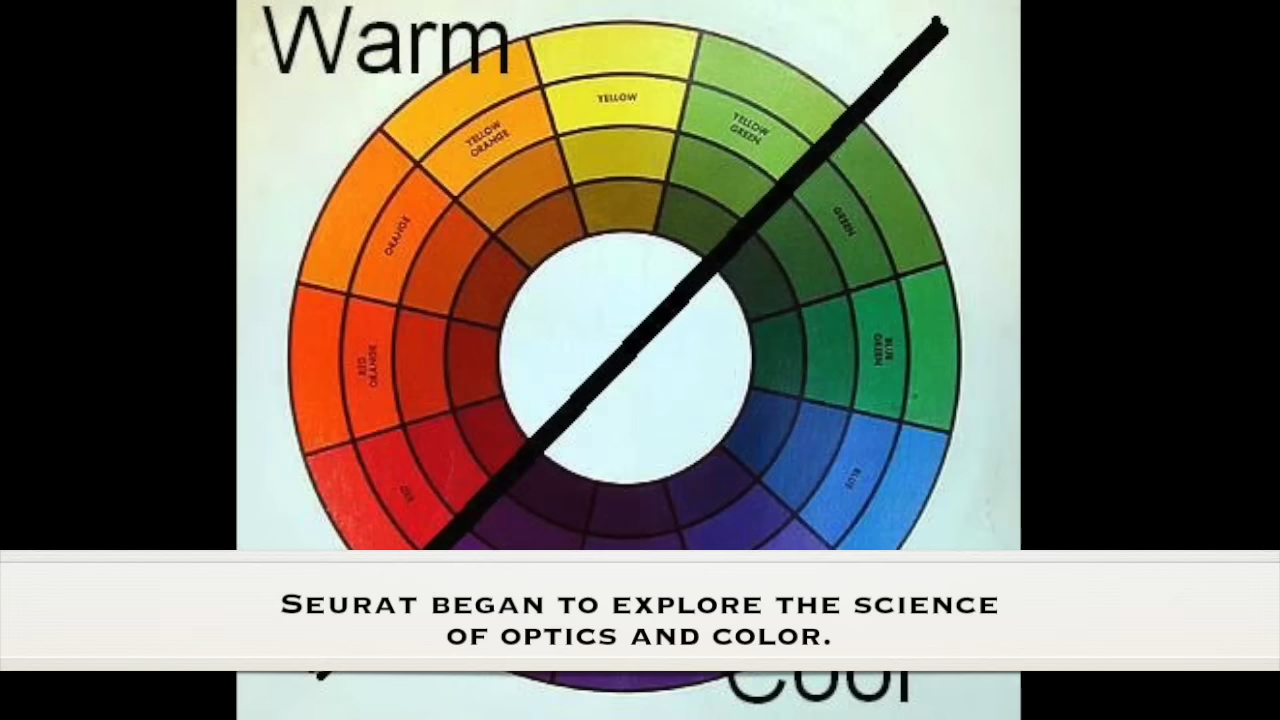 Warm
YELLOW
YELLOW
ORANGE
YELLOW
GREEN
ORANGE
GREEN
RED
ORANGE
BLUE
GREEN
RED
BLUE
SEURAT BEGAN TO EXPLORE THE SCIENCE
OF OPTICS AND COLOR.
Cool